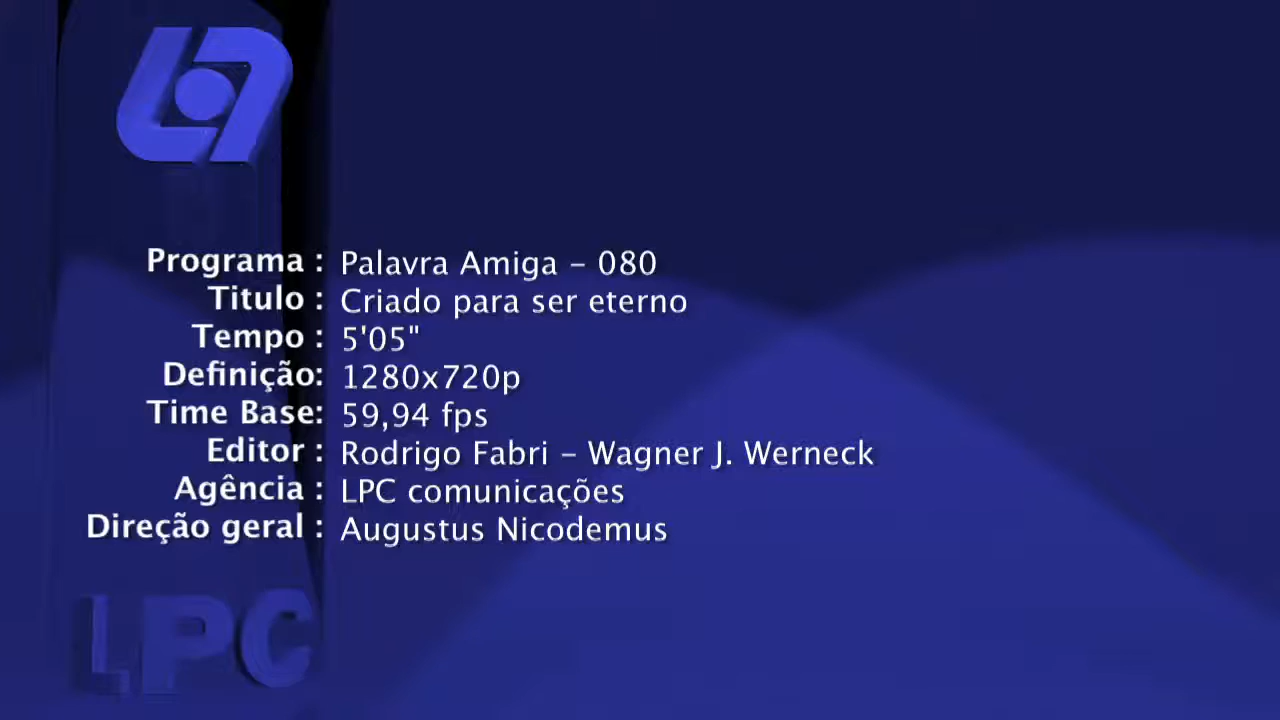 Programa : Palavra Amiga – 080
Titulo : Criado para ser eterno
Tempo : 5'05"
Definição: 1280x720p
Time Base: 59,94 fps
Editor : Rodrigo Fabri – Wagner J. Werneck
Agência : LPC comunicações
Direção geral : Augustus Nicodemus
LPC